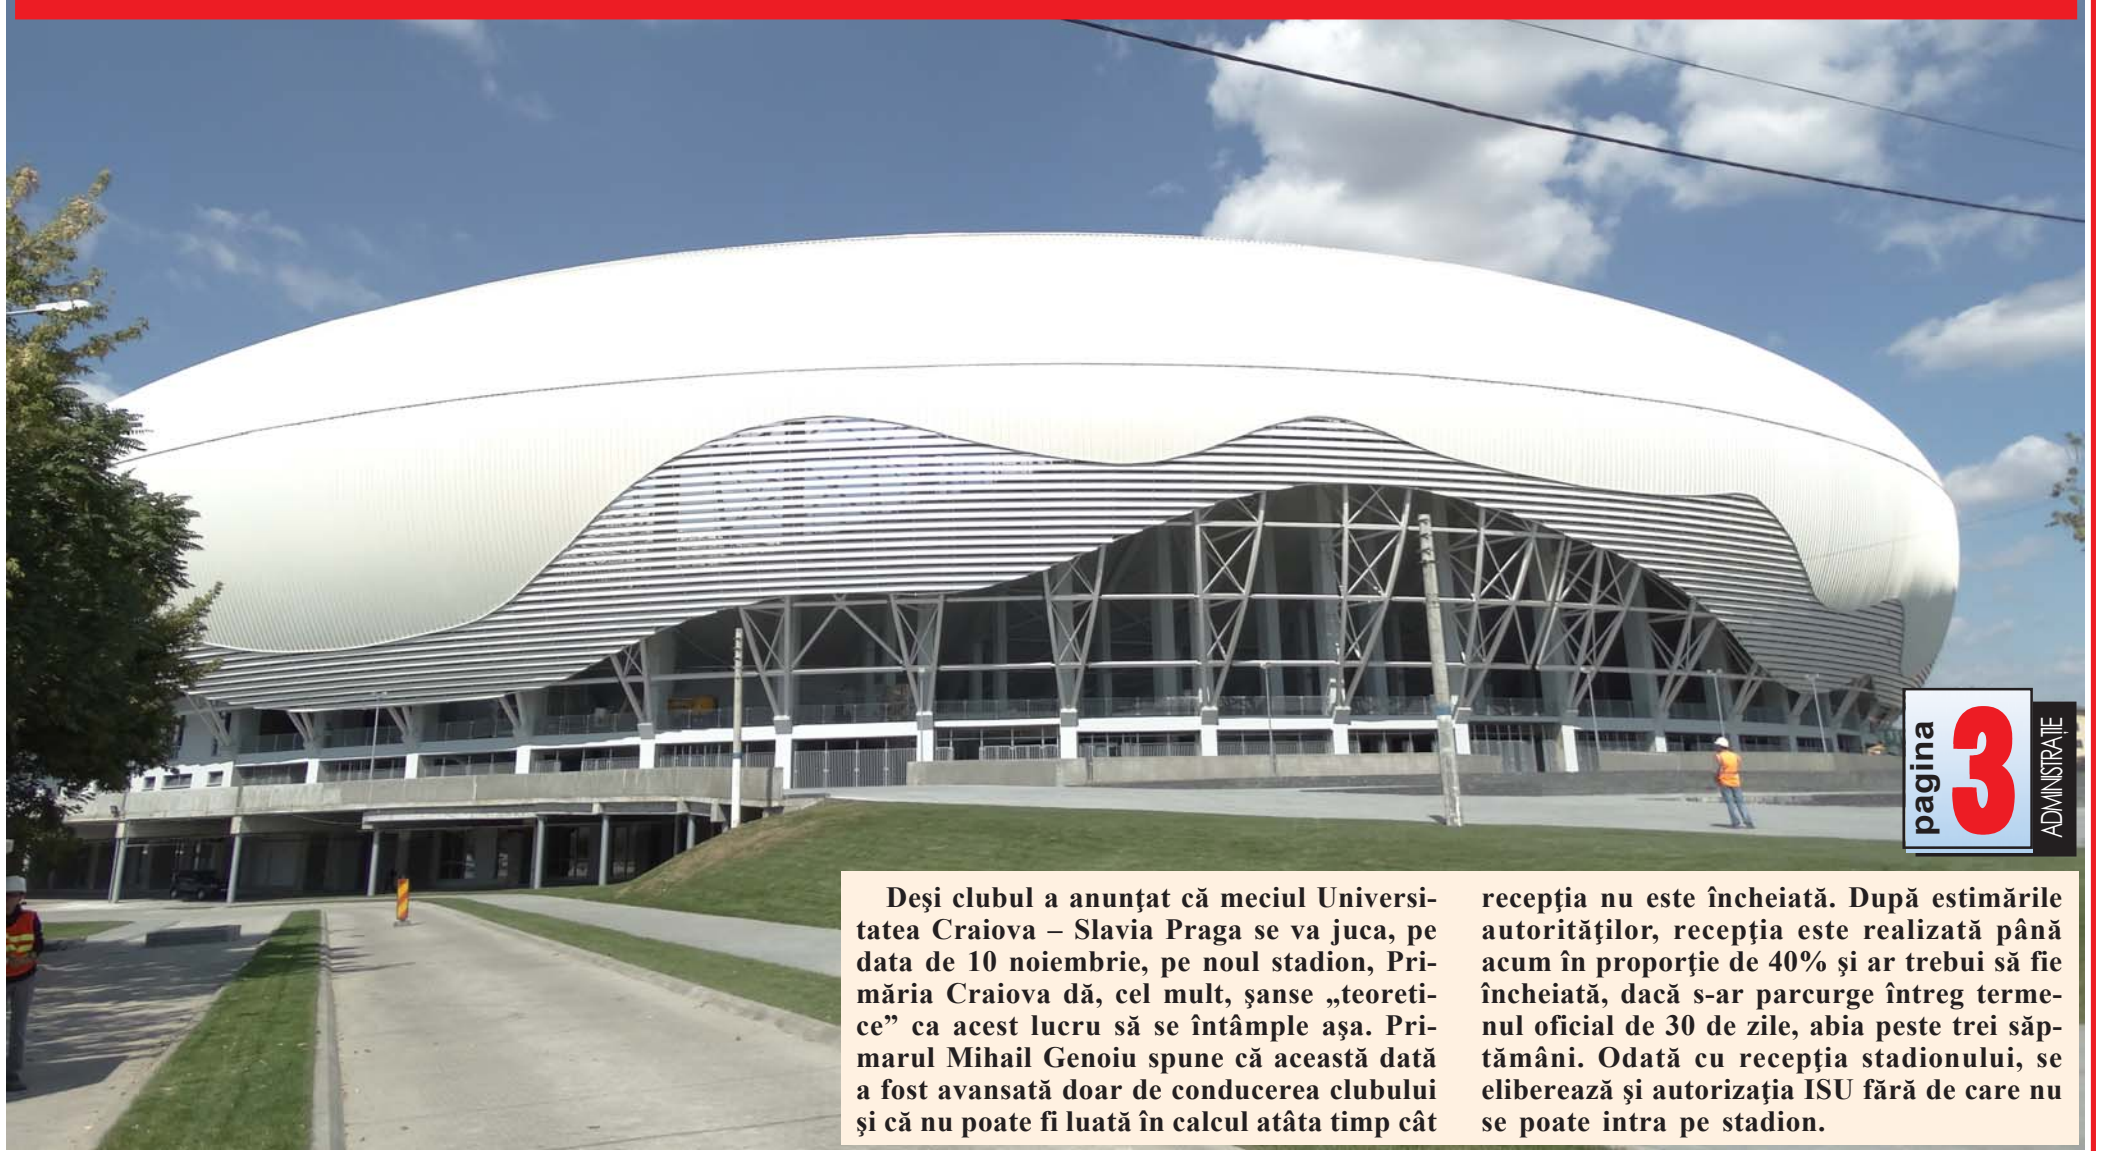 pagina
3
ADMINISTRAŢIE
Deşi clubul a anunţat că meciul Universi-
tatea Craiova – Slavia Praga se va juca, pe
data de 10 noiembrie, pe noul stadion, Pri-
măria Craiova dă, cel mult, şanse „teoreti-
ce” ca acest lucru să se întâmple aşa. Pri-
marul Mihail Genoiu spune că această dată
a fost avansată doar de conducerea clubului
şi că nu poate fi luată în calcul atâta timp cât
recepţia nu este încheiată. După estimările
autorităţilor, recepţia este realizată până
acum în proporţie de 40% şi ar trebui să fie
încheiată, dacă s-ar parcurge întreg terme-
nul oficial de 30 de zile, abia peste trei săp-
tămâni. Odată cu recepţia stadionului, se
eliberează şi autorizaţia ISU fără de care nu
se poate intra pe stadion.